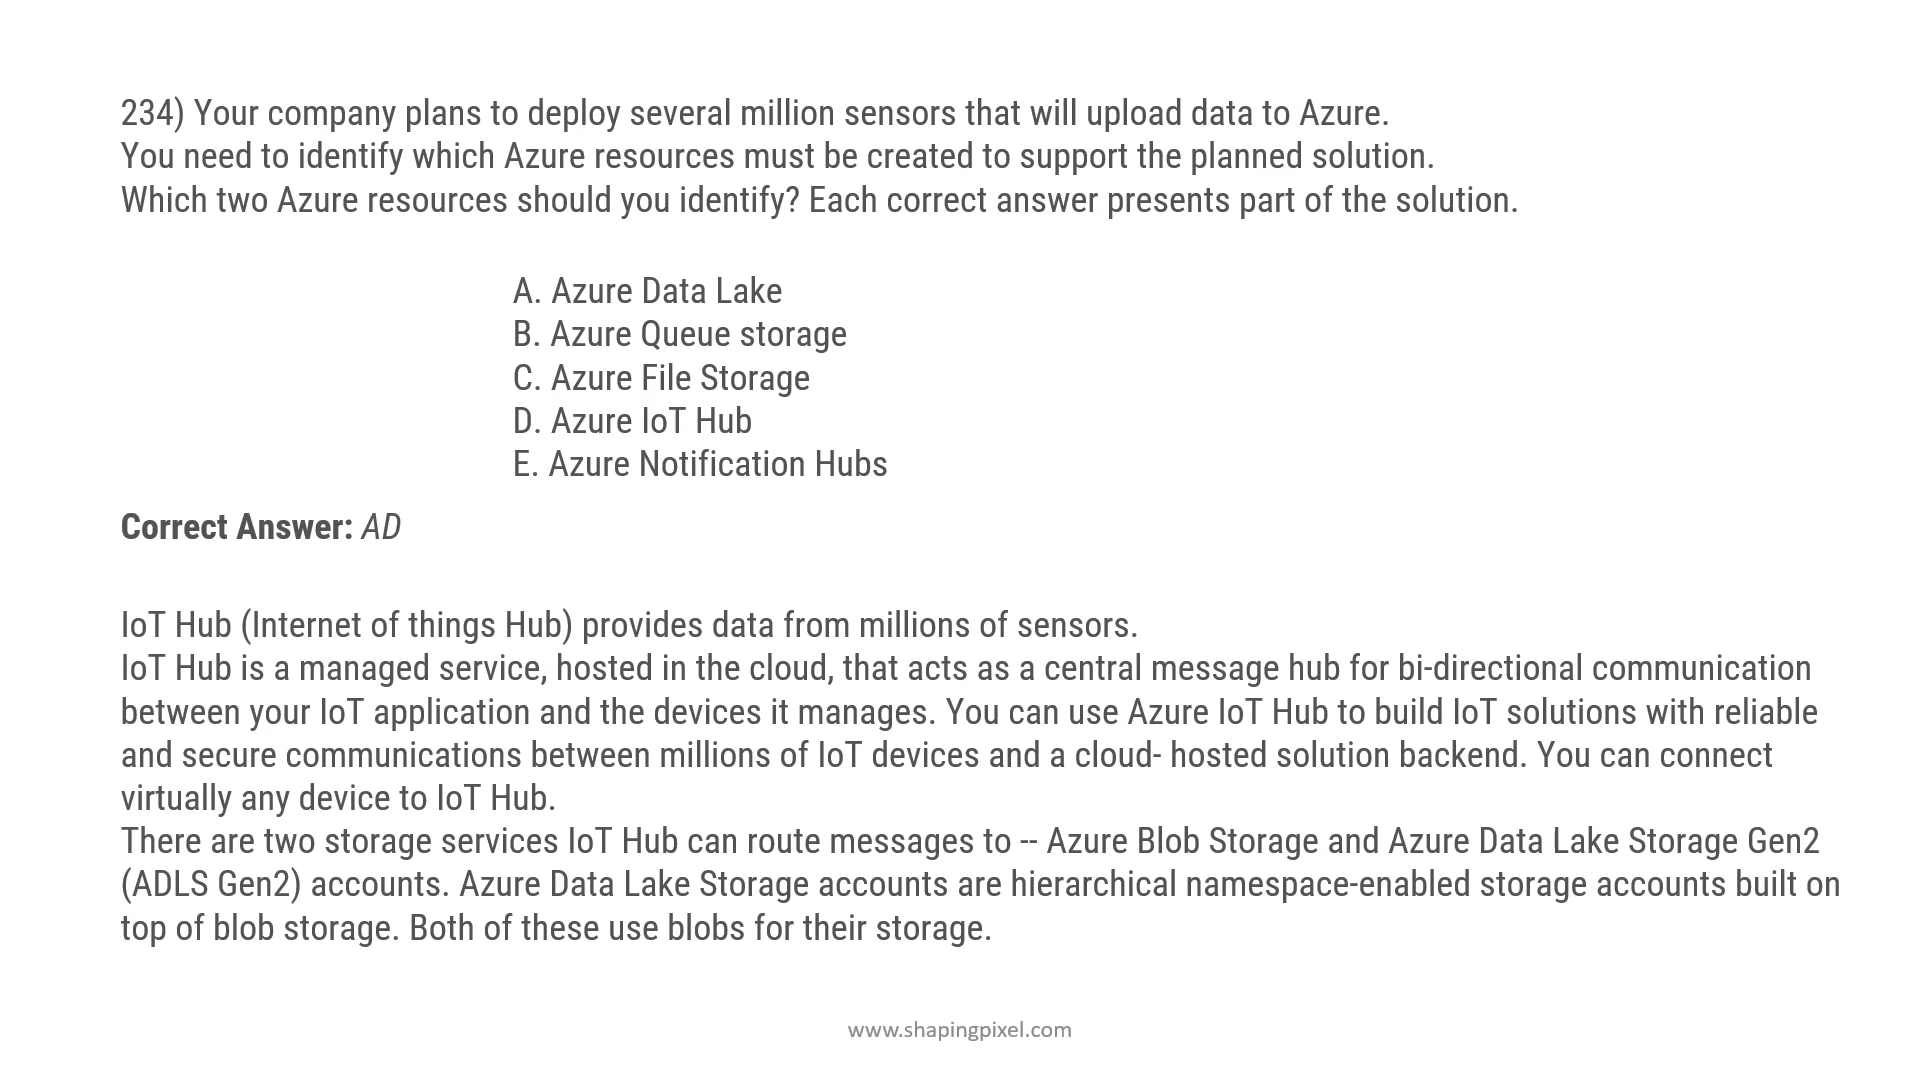 234) Your company plans to deploy several million sensors that will upload data to Azure.
You need to identify which Azure resources must be created to support the planned solution.
Which two Azure resources should you identify? Each correct answer presents part of the solution.
A. Azure Data Lake
B. Azure Queue storage
C. Azure File Storage
D. Azure IoT Hub
E. Azure Notification Hubs
Correct Answer: AD
IoT Hub (Internet of things Hub) provides data from millions of sensors.
IoT Hub is a managed service, hosted in the cloud, that acts as a central message hub for bi-directional communication
between your IoT application and the devices it manages. You can use Azure IoT Hub to build IoT solutions with reliable
and secure communications between millions of IoT devices and a cloud- hosted solution backend. You can connect
virtually any device to IoT Hub.
There are two storage services IoT Hub can route messages to -- Azure Blob Storage and Azure Data Lake Storage Gen2
(ADLS Gen2) accounts. Azure Data Lake Storage accounts are hierarchical namespace-enabled storage accounts built on
top of blob storage. Both of these use blobs for their storage.
www.shapingpixel.com